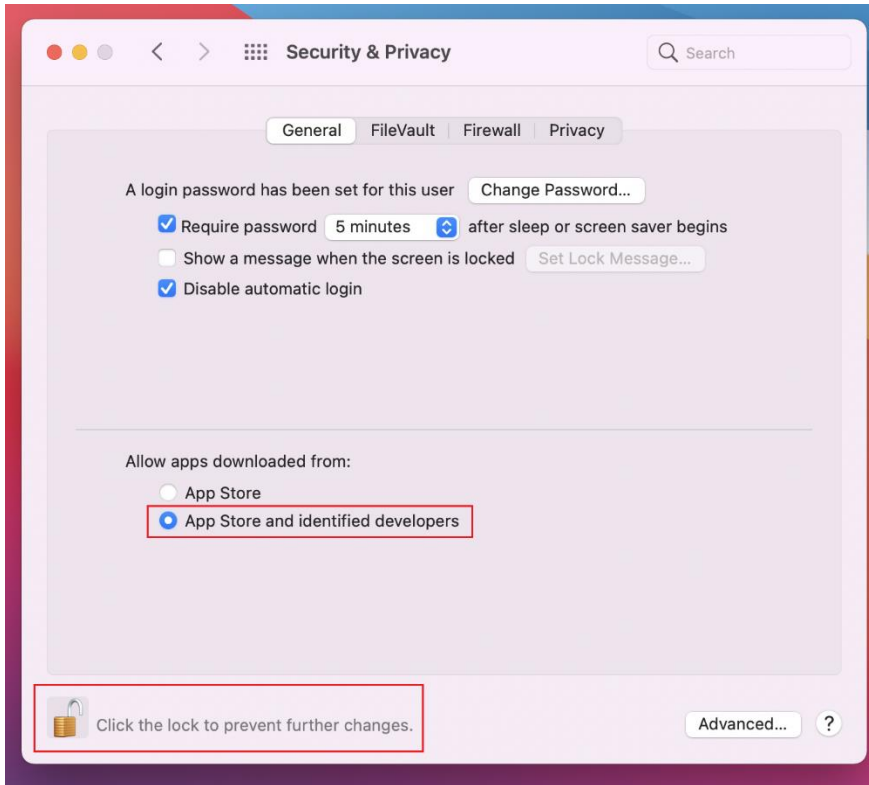 Security & Privacy
Search
General FileVault Firewall Privacy
A login password has been set for this user Change Password...
Require password 5 minutes after sleep or screen saver begins
Show a message when the screen is locked Set Lock Message...
Disable automatic login
Allow apps downloaded from:
App Store
App Store and identified developers
Click the lock to prevent further changes.
Advanced... ?